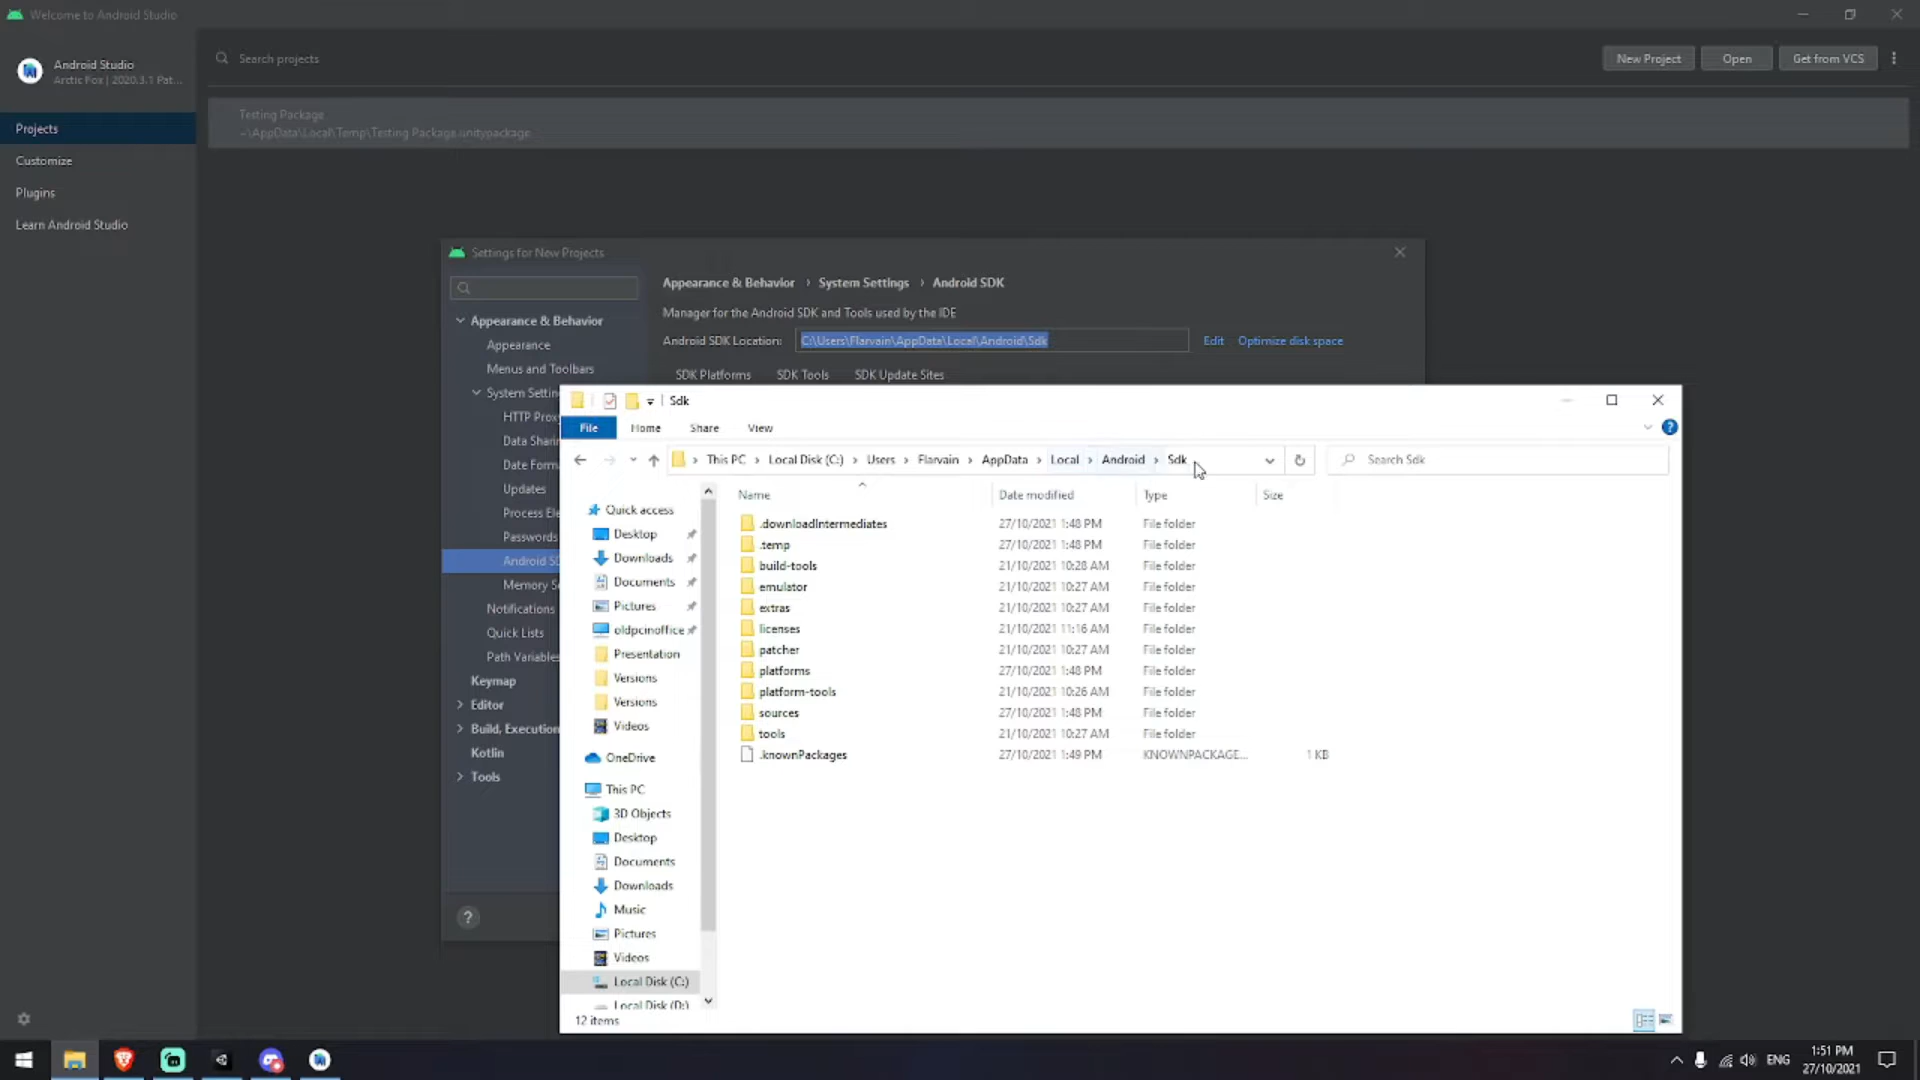 Welcome to Android Studio
Android Studio
Arctic Fox | 2020.3.1 Pat...
Search projects
New Project
Open
Get from VCS
Testing Package
~\AppData\Local\Temp\Testing Package.unitypackage
Projects
Customize
Plugins
Learn Android Studio
Settings for New Projects
Appearance & Behavior › System Settings › Android SDK
Manager for the Android SDK and Tools used by the IDE
Android SDK Location: C:\Users\Flarvain\AppData\Local\Android\Sdk Edit Optimize disk space
SDK Platforms SDK Tools SDK Update Sites
Appearance & Behavior
Appearance
Menus and Toolbars
System Settin
HTTP Prox
Data Sharin
Date Form
Updates
Process Ele
Passwords
Android SD
Memory Se
Notifications
Quick Lists
Path Variables
Keymap
Editor
Build, Execution
Kotlin
Tools
?
Sdk
File Home Share View
This PC › Local Disk (C:) › Users › Flarvain › AppData › Local › Android › Sdk
Search Sdk
Quick access
Desktop
Downloads
Documents
Pictures
oldpcinoffice
Presentation
Versions
Versions
Videos
OneDrive
This PC
3D Objects
Desktop
Documents
Downloads
Music
Pictures
Videos
Local Disk (C:)
Local Disk (D:)
Name Date modified Type Size
.downloadIntermediates 27/10/2021 1:48 PM File folder
.temp 27/10/2021 1:48 PM File folder
build-tools 21/10/2021 10:28 AM File folder
emulator 21/10/2021 10:27 AM File folder
extras 21/10/2021 10:27 AM File folder
licenses 21/10/2021 11:16 AM File folder
patcher 21/10/2021 10:27 AM File folder
platforms 27/10/2021 1:48 PM File folder
platform-tools 21/10/2021 10:26 AM File folder
sources 27/10/2021 1:48 PM File folder
tools 21/10/2021 10:27 AM File folder
.knownPackages 27/10/2021 1:49 PM KNOWNPACKAGE... 1 KB
12 items
ENG
1:51 PM
27/10/2021